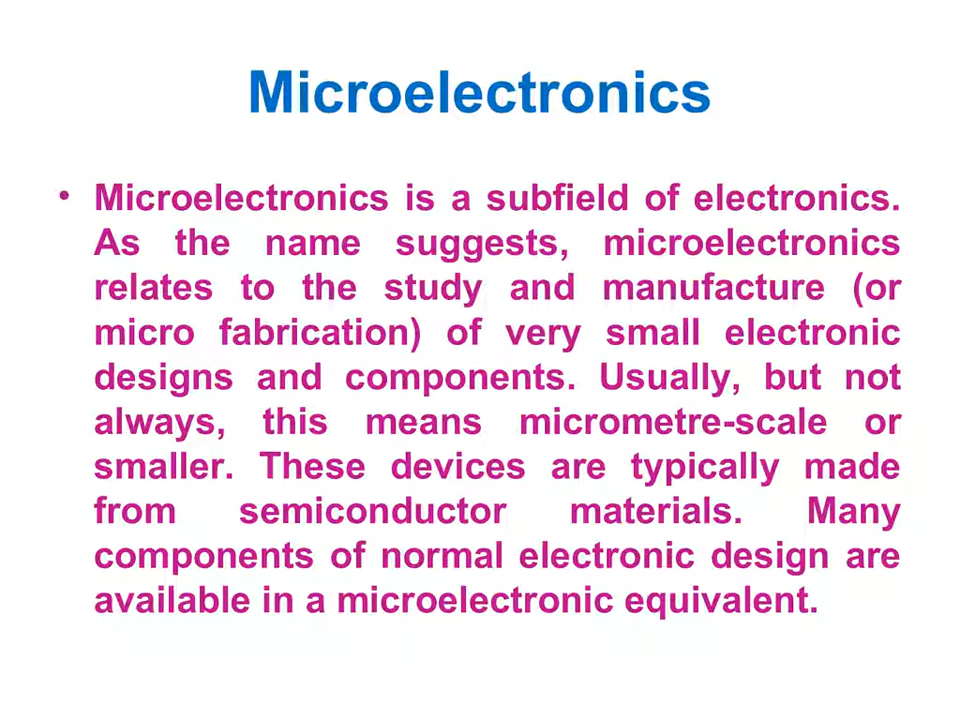 Microelectronics
• Microelectronics is a subfield of electronics.
As the name suggests, microelectronics
relates to the study and manufacture (or
micro fabrication) of very small electronic
designs and components. Usually, but not
always, this means micrometre-scale or
smaller. These devices are typically made
from semiconductor materials. Many
components of normal electronic design are
available in a microelectronic equivalent.